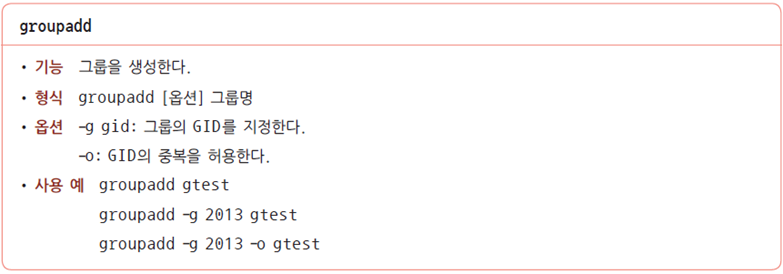 groupadd
• 기능 그룹을 생성한다.
• 형식 groupadd [옵션] 그룹명
• 옵션 -g gid: 그룹의 GID를 지정한다.
-o: GID의 중복을 허용한다.
• 사용 예 groupadd gtest
groupadd -g 2013 gtest
groupadd -g 2013 -o gtest